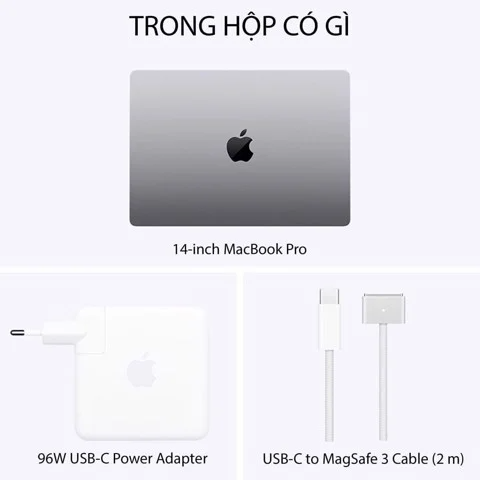 TRONG HỘP CÓ GÌ
14-inch MacBook Pro
96W USB-C Power Adapter
USB-C to MagSafe 3 Cable (2 m)